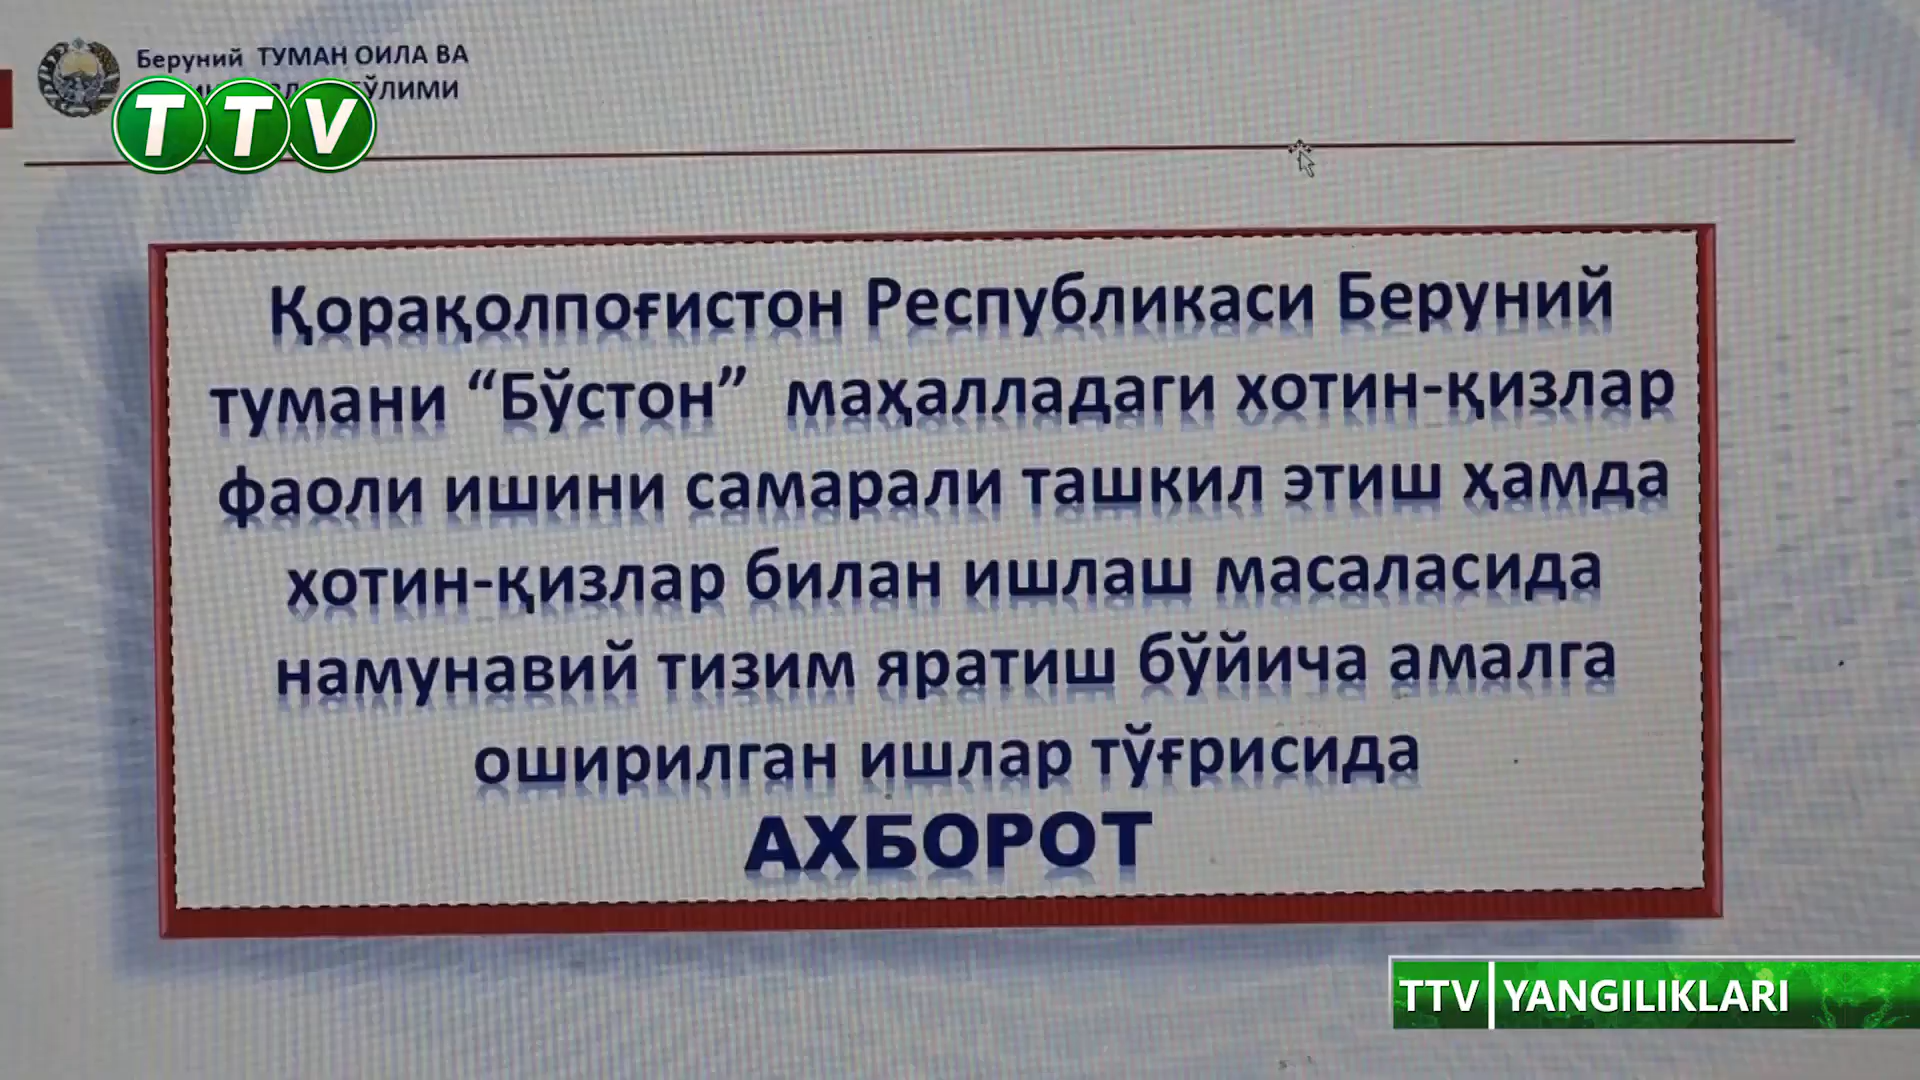 Беруний ТУМАН ОИЛА ВА
БЎЛИМИ
TTV
Қорақолпоғистон Республикаси Беруний
тумани “Бўстон” маҳалладаги хотин-қизлар
фаоли ишини самарали ташкил этиш ҳамда
хотин-қизлар билан ишлаш масаласида
намунавий тизим яратиш бўйича амалга
оширилган ишлар тўғрисида
АХБОРОТ
TTV YANGILIKLARI